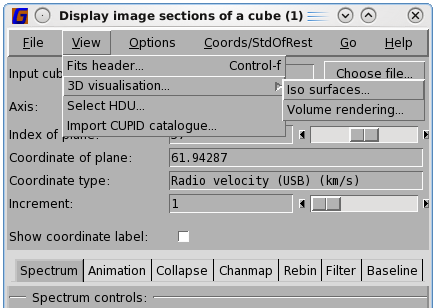 Display image sections of a cube (1)
File View Options Coords/StdOfRest Go Help
Fits header... Control-f
3D visualisation...
Select HDU...
Import CUPID catalogue...
Iso surfaces...
Volume rendering...
Input cub Choose file...
Axis:
Index of plane:
Coordinate of plane: 61.94287
Coordinate type: Radio velocity (USB) (km/s)
Increment: 1
Show coordinate label:
Spectrum Animation Collapse Chanmap Rebin Filter Baseline
Spectrum controls: